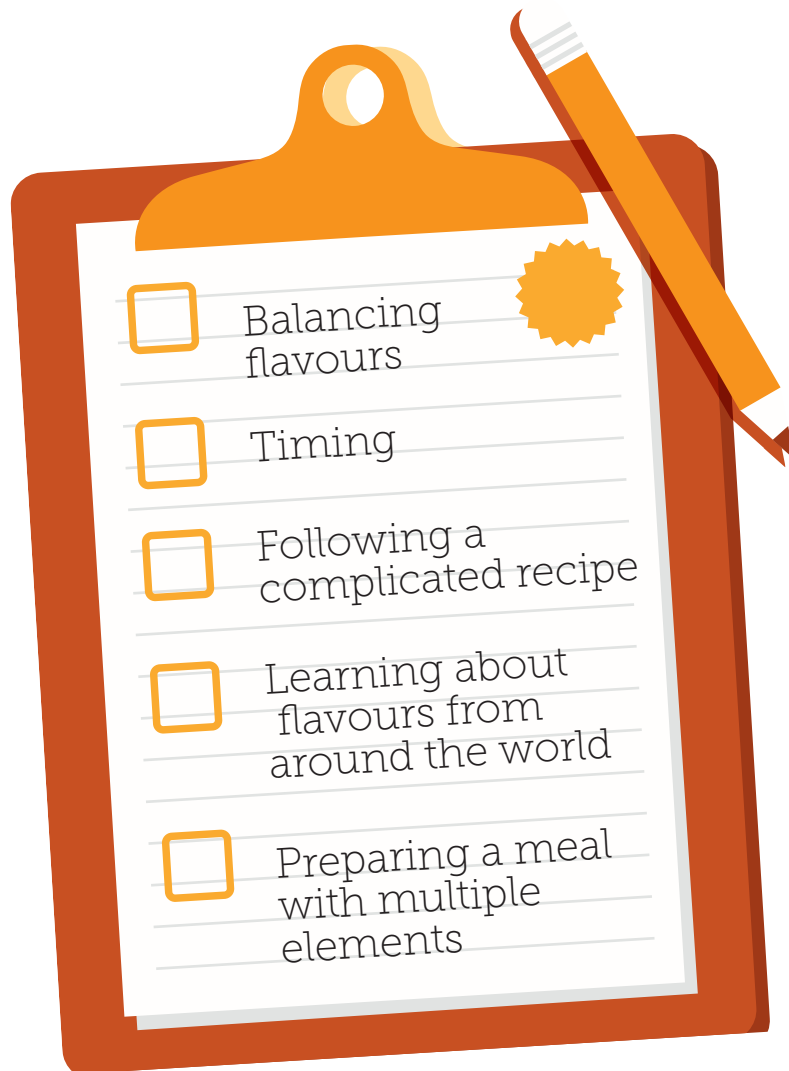 Balancing
flavours
Timing
Following a
complicated recipe
Learning about
flavours from
around the world
Preparing a meal
with multiple
elements